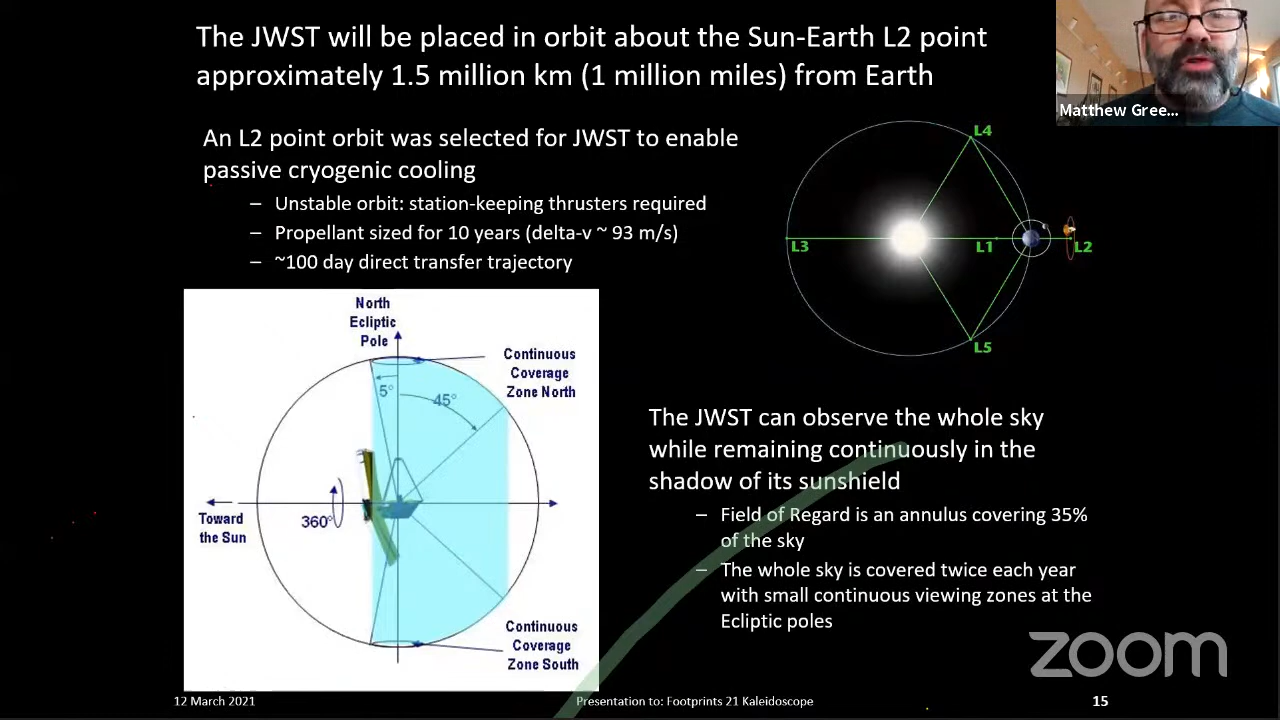 The JWST will be placed in orbit about the Sun-Earth L2 point
approximately 1.5 million km (1 million miles) from Earth
Matthew Gree...
An L2 point orbit was selected for JWST to enable
passive cryogenic cooling
– Unstable orbit: station-keeping thrusters required
– Propellant sized for 10 years (delta-v ~ 93 m/s)
– ~100 day direct transfer trajectory
L4
L3
L1
L2
L5
North
Ecliptic
Pole
Continuous
Coverage
Zone North
5°
45°
360°
Toward
the Sun
Continuous
Coverage
Zone South
The JWST can observe the whole sky
while remaining continuously in the
shadow of its sunshield
– Field of Regard is an annulus covering 35%
of the sky
– The whole sky is covered twice each year
with small continuous viewing zones at the
Ecliptic poles
zoom
12 March 2021
Presentation to: Footprints 21 Kaleidoscope
15